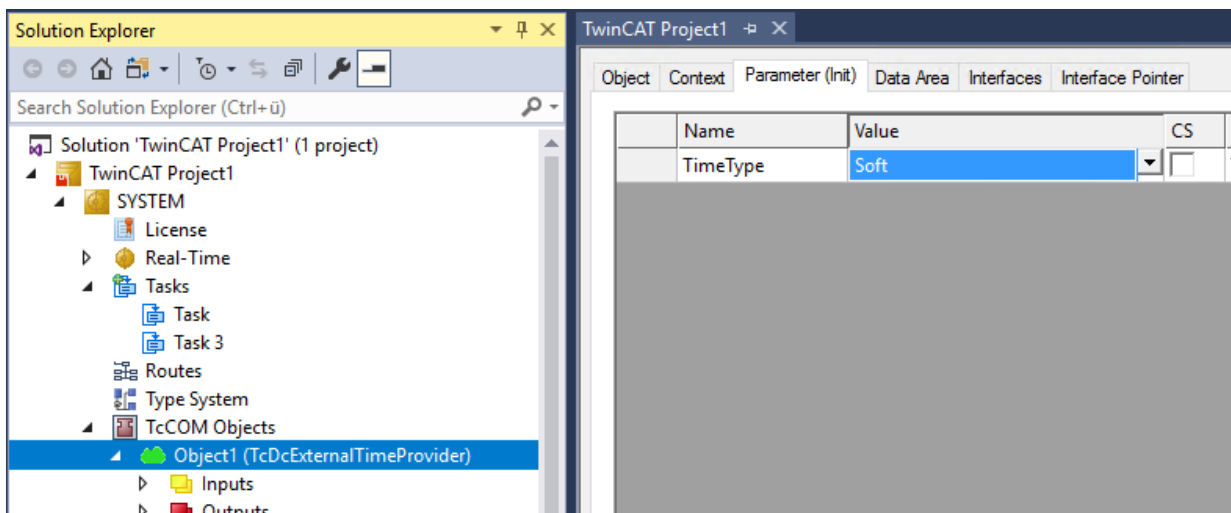 Solution Explorer
Search Solution Explorer (Ctrl+ü)
Solution 'TwinCAT Project1' (1 project)
TwinCAT Project1
SYSTEM
License
Real-Time
Tasks
Task
Task 3
Routes
Type System
TcCOM Objects
Object1 (TcDcExternalTimeProvider)
Inputs
Outputs
TwinCAT Project1
Object Context Parameter (Init) Data Area Interfaces Interface Pointer
Name Value CS
TimeType Soft